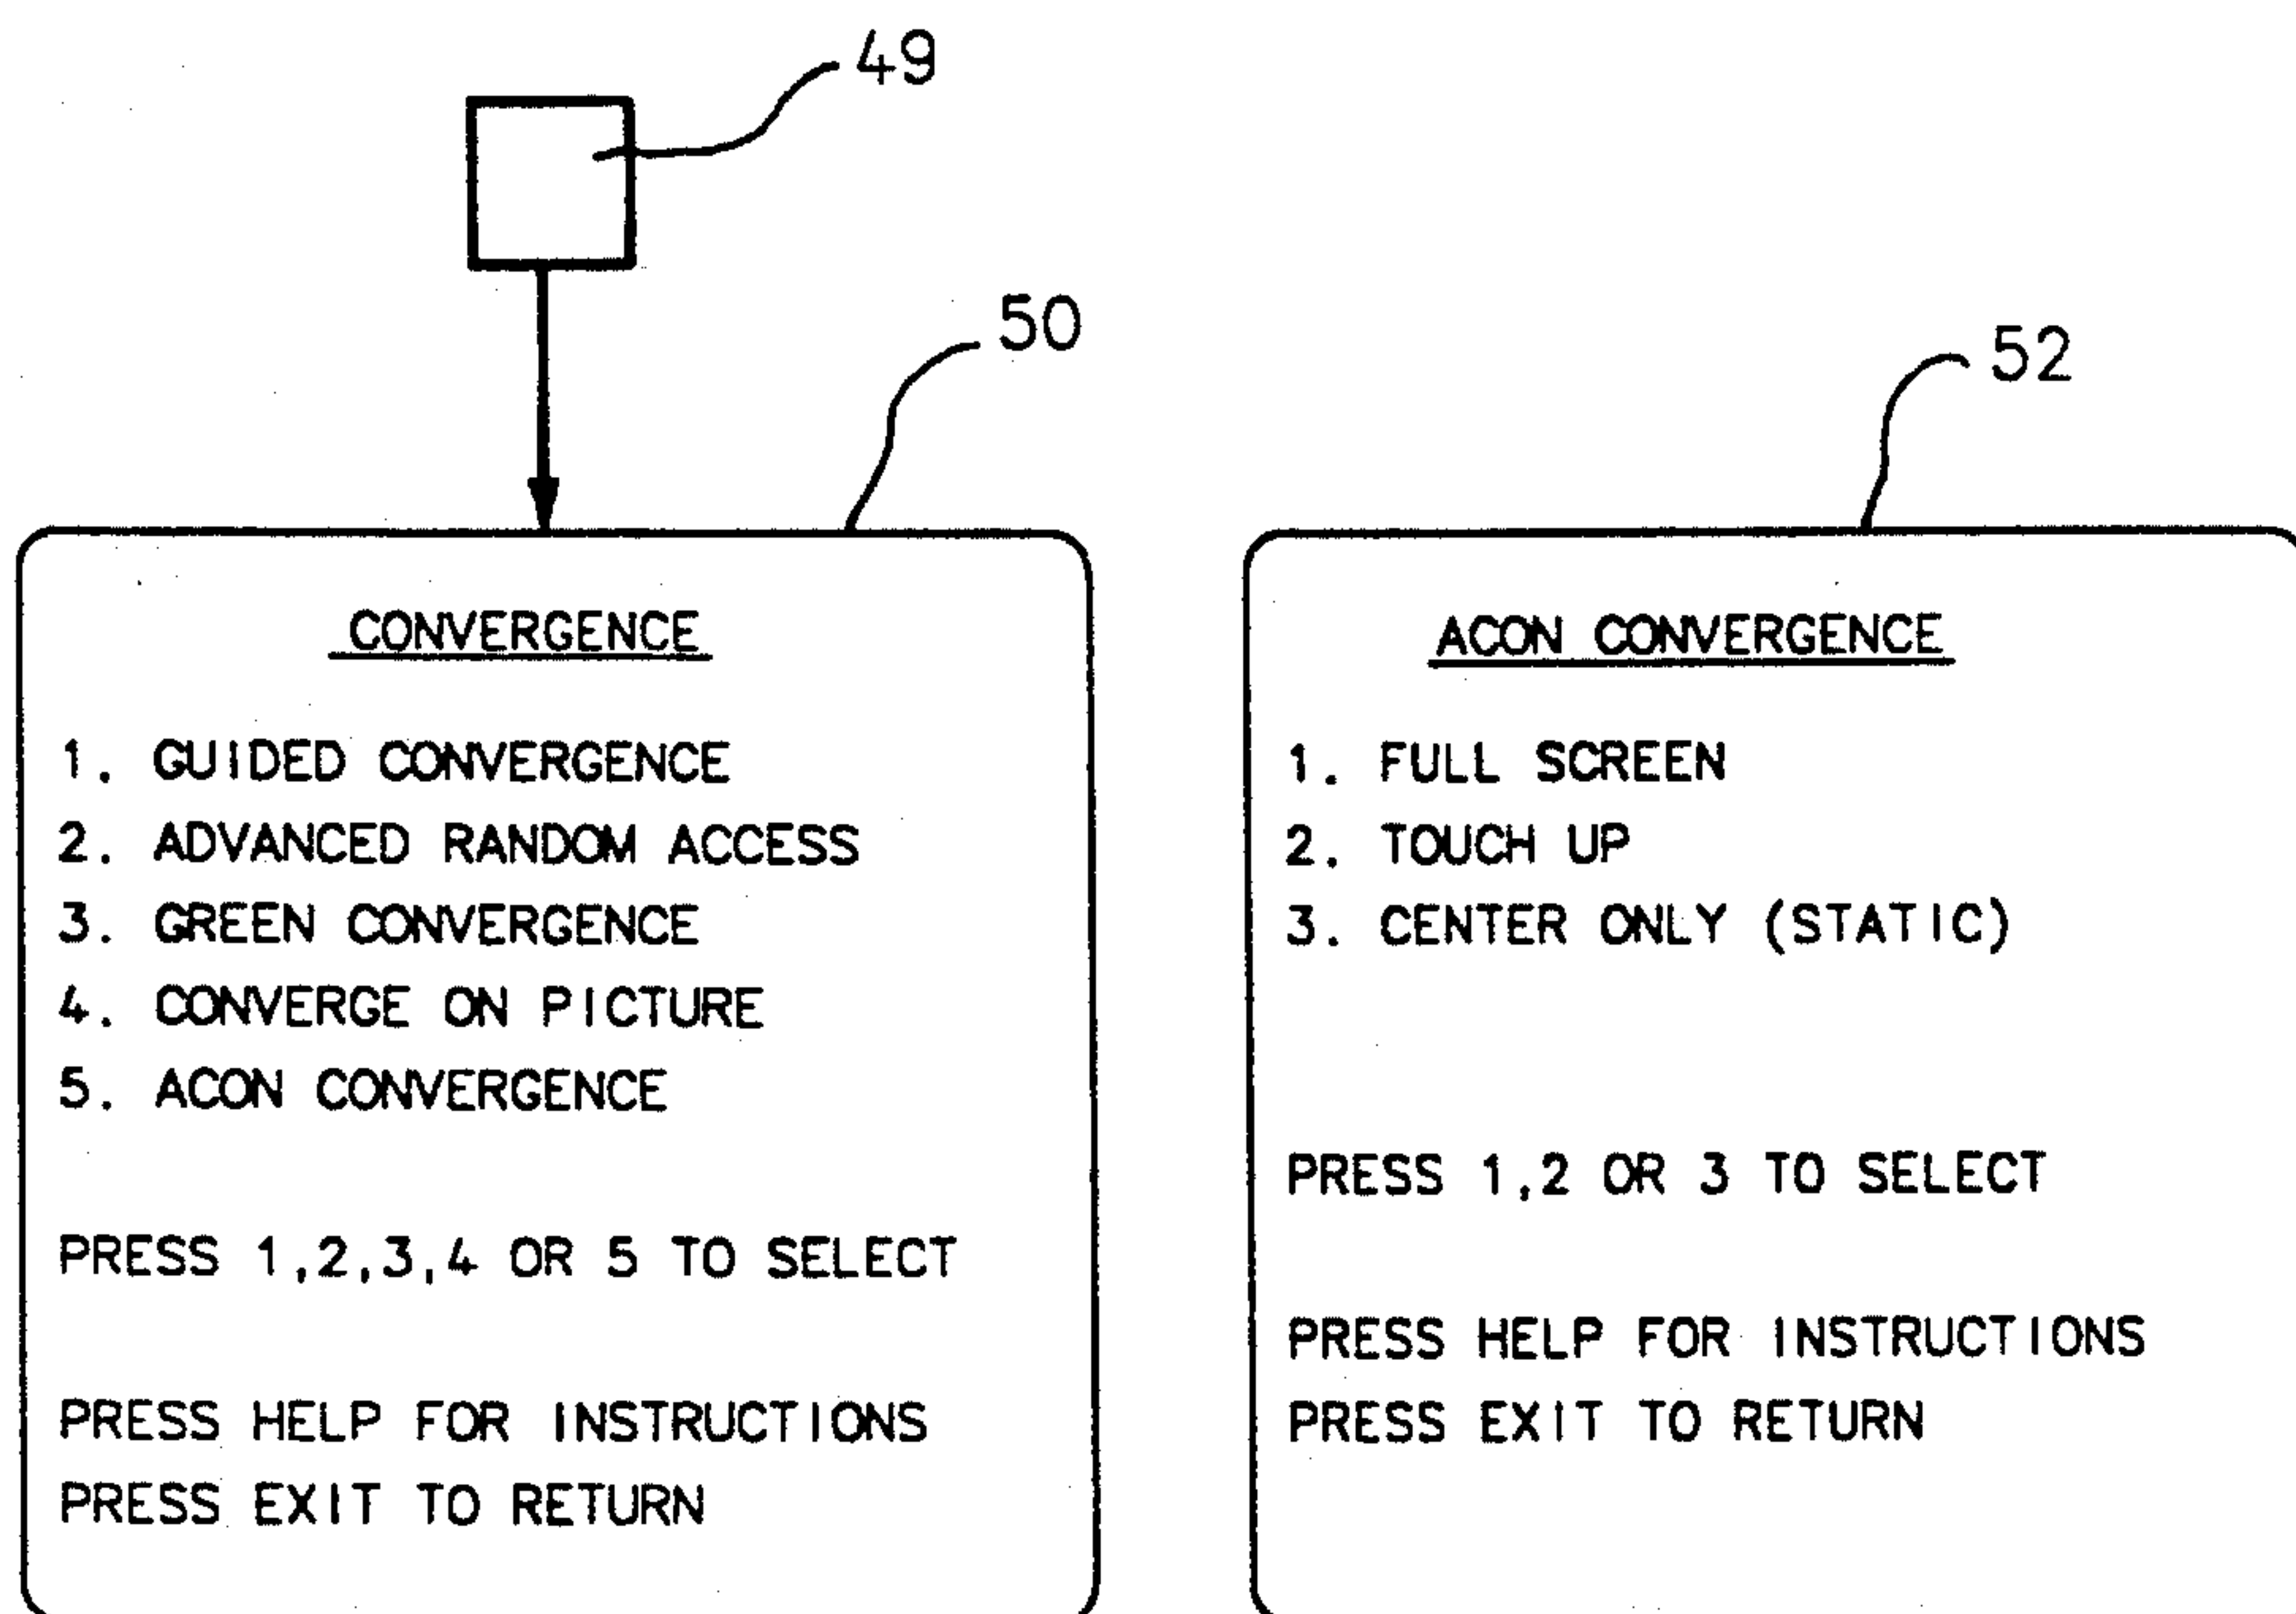 49
50
CONVERGENCE
1. GUIDED CONVERGENCE
2. ADVANCED RANDOM ACCESS
3. GREEN CONVERGENCE
4. CONVERGE ON PICTURE
5. ACON CONVERGENCE
PRESS 1,2,3,4 OR 5 TO SELECT
PRESS HELP FOR INSTRUCTIONS
PRESS EXIT TO RETURN
52
ACON CONVERGENCE
1. FULL SCREEN
2. TOUCH UP
3. CENTER ONLY (STATIC)
PRESS 1,2 OR 3 TO SELECT
PRESS HELP FOR INSTRUCTIONS
PRESS EXIT TO RETURN